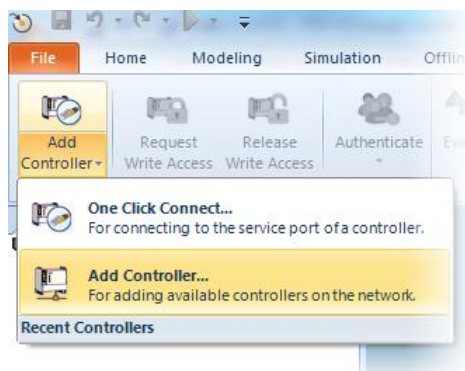 File Home Modeling Simulation
Add Controller
Request Write Access
Release Write Access
Authenticate
One Click Connect...
For connecting to the service port of a controller.
Add Controller...
For adding available controllers on the network.
Recent Controllers